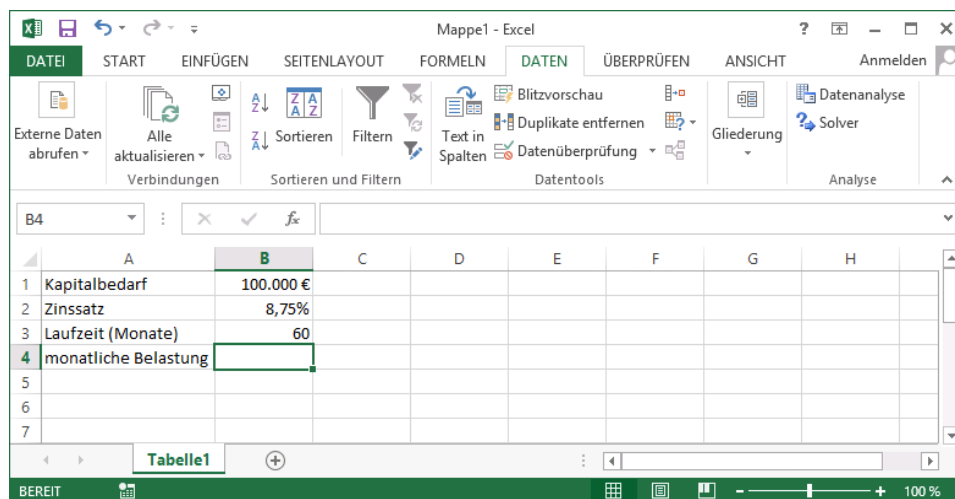 Mappe1 - Excel ?
DATEI START EINFÜGEN SEITENLAYOUT FORMELN DATEN ÜBERPRÜFEN ANSICHT Anmelden
Externe Daten
abrufen
Alle
aktualisieren
Verbindungen
Sortieren
Filtern
Sortieren und Filtern
Text in
Spalten
Blitzvorschau
Duplikate entfernen
Datenüberprüfung
Datentools
Gliederung
Datenanalyse
Solver
Analyse
B4 fx
A B C D E F G H
1 Kapitalbedarf 100.000 €
2 Zinssatz 8,75%
3 Laufzeit (Monate) 60
4 monatliche Belastung
5
6
7
Tabelle1
BEREIT 100 %